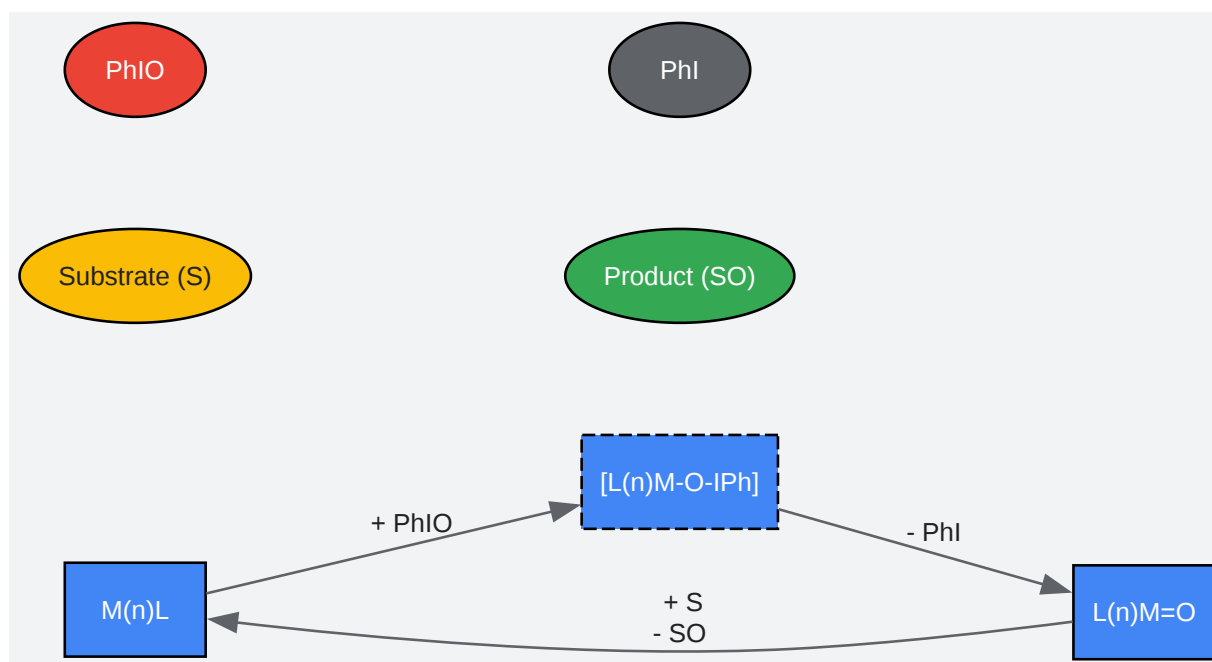 PhIO
PhI
Substrate (S)
Product (SO)
[L(n)M-O-IPh]
+ PhIO
- PhI
M(n)L
+ S
- SO
L(n)M=O